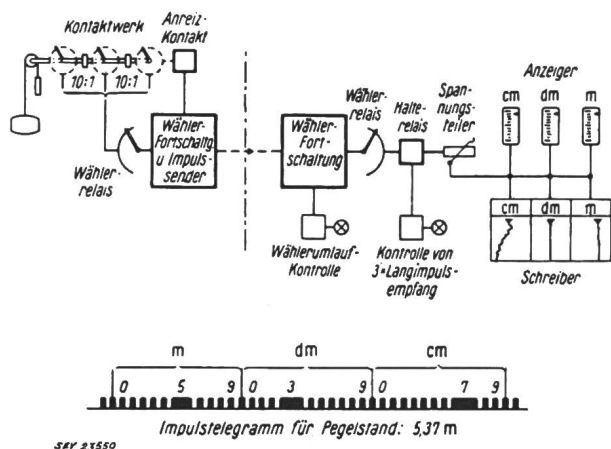 Kontaktwerk
Anreiz-
Kontakt
10:1 10:1
Wähler-
relais
Wähler-
Fortschaltg
u Impuls-
sender
Wähler-
Fort-
schaltung
Wähler-
relais
Halte-
relais
Span-
nungs-
teiler
Anzeiger
cm dm m
cm dm m
Schreiber
Wählerumlauf-
Kontrolle
Kontrolle von
3×Langimpuls-
empfang
m dm cm
0 5 9 0 3 9 0 7 9
Impulstelegramm für Pegelstand: 5,37 m
SEV 23550